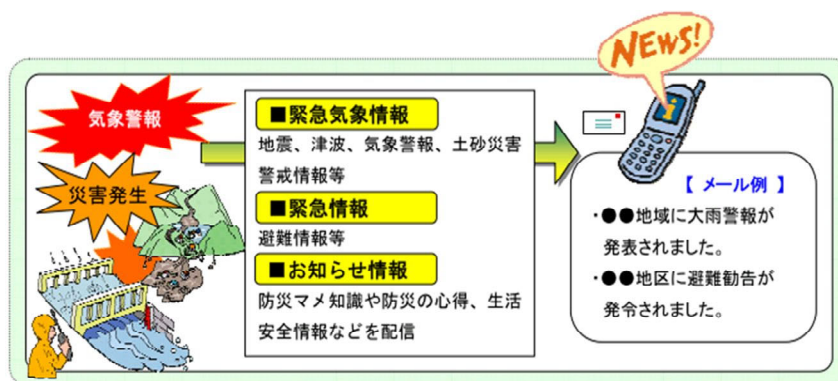 NEWS!
気象警報
災害発生
■緊急気象情報
地震、津波、気象警報、土砂災害
警戒情報等
■緊急情報
避難情報等
■お知らせ情報
防災マメ知識や防災の心得、生活
安全情報などを配信
【 メール例 】
・●●地域に大雨警報が
発表されました。
・●●地区に避難勧告が
発令されました。